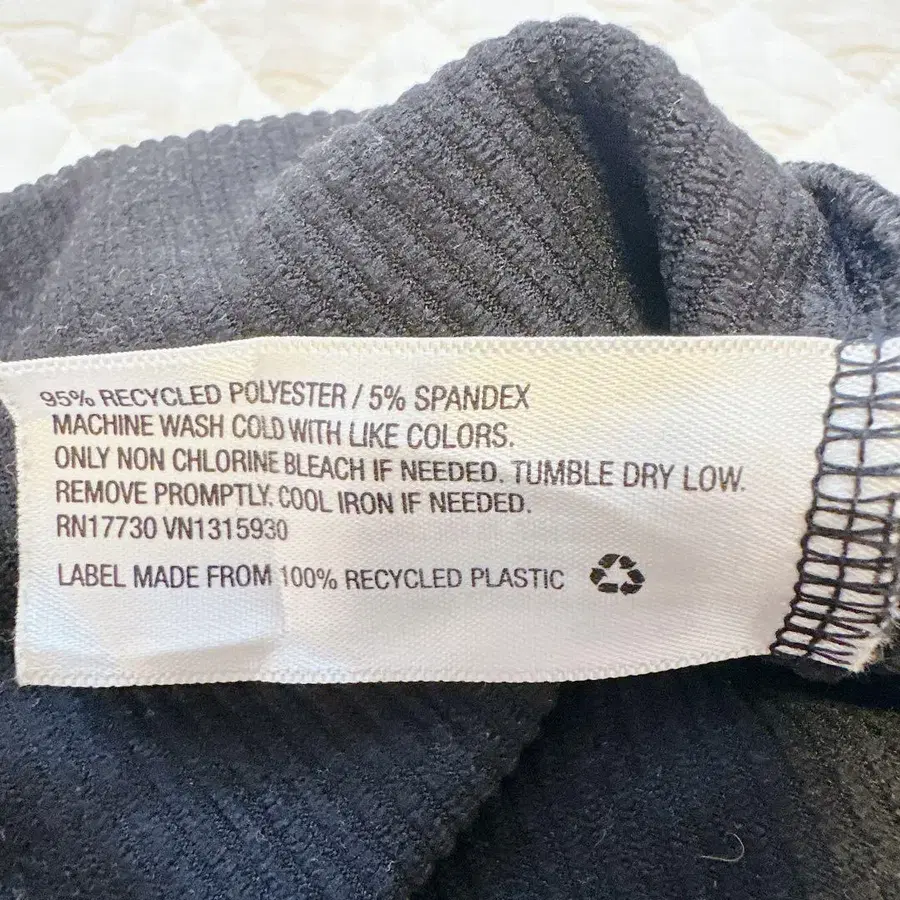 95% RECYCLED POLYESTER / 5% SPANDEX
MACHINE WASH COLD WITH LIKE COLORS.
ONLY NON CHLORINE BLEACH IF NEEDED. TUMBLE DRY LOW.
REMOVE PROMPTLY. COOL IRON IF NEEDED.
RN17730 VN1315930
LABEL MADE FROM 100% RECYCLED PLASTIC